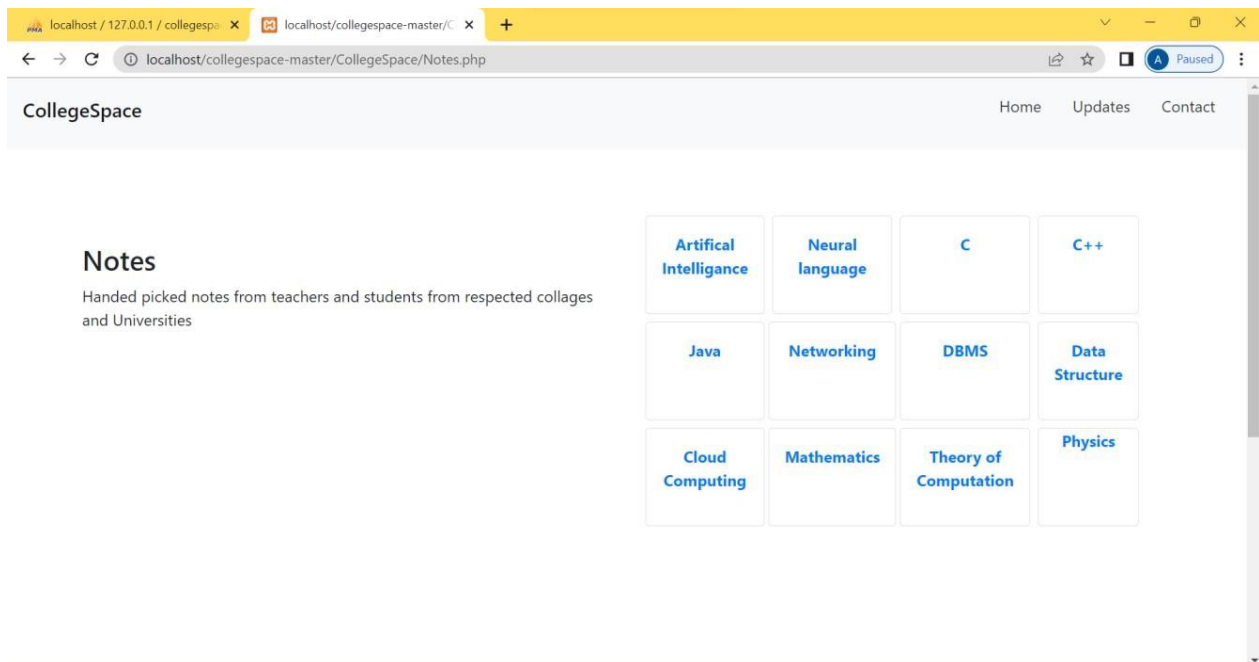 localhost / 127.0.0.1 / collegespa
localhost/collegespace-master/C
localhost/collegespace-master/CollegeSpace/Notes.php
A
Paused
CollegeSpace
Home
Updates
Contact
Notes
Handed picked notes from teachers and students from respected collages
and Universities
Artifical
Intelligance
Neural
language
C
C++
Java
Networking
DBMS
Data
Structure
Cloud
Computing
Mathematics
Theory of
Computation
Physics